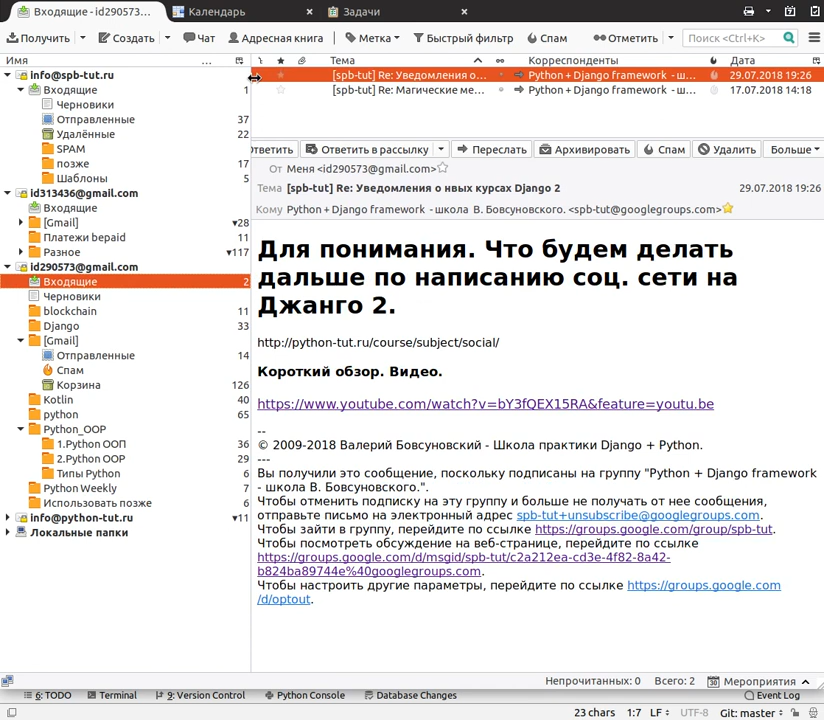 Входящие - id290573... ×
Календарь ×
Задачи ×
Получить Создать Чат Адресная книга Метка Быстрый фильтр Спам Отметить Поиск <Ctrl+K>
Имя ...
info@spb-tut.ru
Входящие 1
Черновики
Отправленные 37
Удалённые 22
SPAM
позже 17
Шаблоны 5
id313436@gmail.com
Входящие
[Gmail] ▾28
Платежи bepaid 11
Разное ▾117
id290573@gmail.com
Входящие 2
Черновики
blockchain 11
Django 33
[Gmail]
Отправленные 14
Спам
Корзина 126
Kotlin 40
python 65
Python_OOP
1.Python ООП 36
2.Python OOP 29
Типы Python 6
Python Weekly 7
Использовать позже 6
info@python-tut.ru ▾11
Локальные папки
Тема Корреспонденты Дата
[spb-tut] Re: Уведомления о... Python + Django framework - ш... 29.07.2018 19:26
[spb-tut] Re: Магические ме... Python + Django framework - ш... 17.07.2018 14:18
ответить Ответить в рассылку Переслать Архивировать Спам Удалить Больше
От Меня <id290573@gmail.com>
Тема [spb-tut] Re: Уведомления о нвых курсах Django 2 29.07.2018 19:26
Кому Python + Django framework - школа В. Бовсуновского. <spb-tut@googlegroups.com>
Для понимания. Что будем делать
дальше по написанию соц. сети на
Джанго 2.
http://python-tut.ru/course/subject/social/
Короткий обзор. Видео.
https://www.youtube.com/watch?v=bY3fQEX15RA&feature=youtu.be
--
© 2009-2018 Валерий Бовсуновский - Школа практики Django + Python.
---
Вы получили это сообщение, поскольку подписаны на группу "Python + Django framework
- школа В. Бовсуновского.".
Чтобы отменить подписку на эту группу и больше не получать от нее сообщения,
отправьте письмо на электронный адрес spb-tut+unsubscribe@googlegroups.com.
Чтобы зайти в группу, перейдите по ссылке https://groups.google.com/group/spb-tut.
Чтобы посмотреть обсуждение на веб-странице, перейдите по ссылке
https://groups.google.com/d/msgid/spb-tut/c2a212ea-cd3e-4f82-8a42-
b824ba89744e%40googlegroups.com.
Чтобы настроить другие параметры, перейдите по ссылке https://groups.google.com
/d/optout.
Непрочитанных: 0 Всего: 2 Мероприятия
6: TODO Terminal 9: Version Control Python Console Database Changes Event Log
23 chars 1:7 LF UTF-8 Git: master